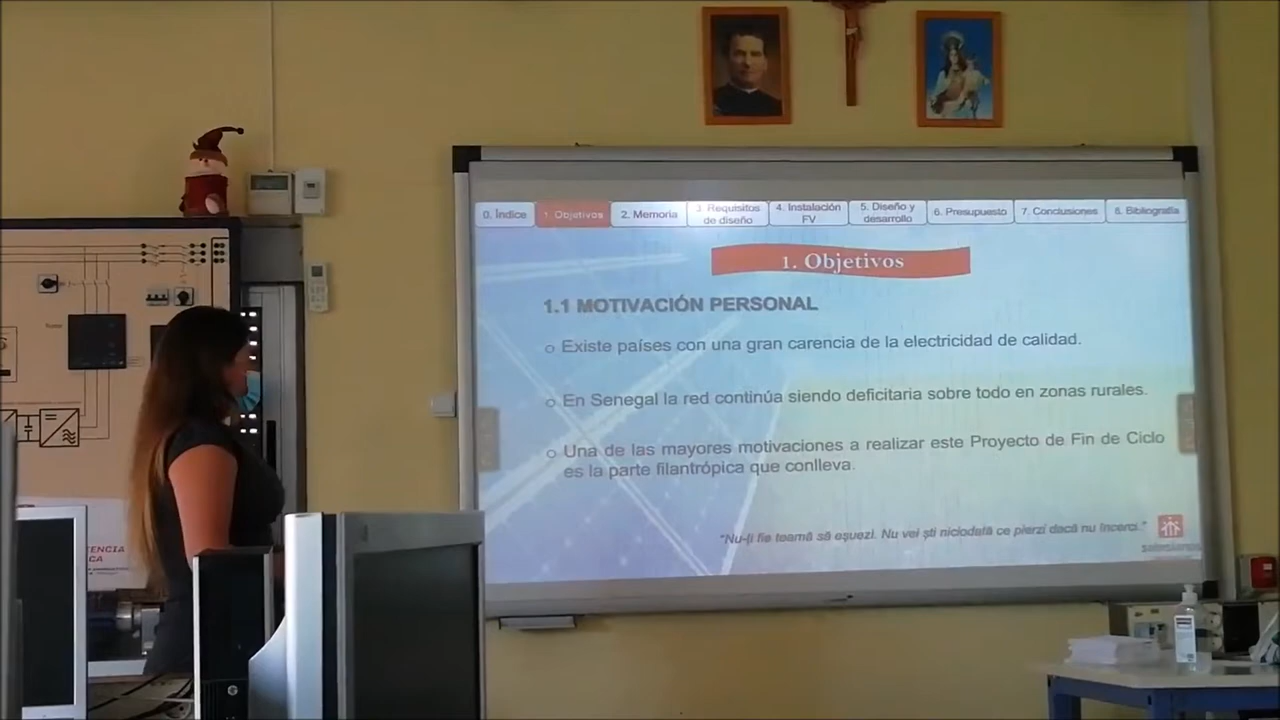 0. Índice
1. Objetivos
2. Memoria
3. Requisitos
de diseño
4. Instalación
FV
5. Diseño y
desarrollo
6. Presupuesto
7. Conclusiones
8. Bibliografía
1. Objetivos
1.1 MOTIVACIÓN PERSONAL
o Existe países con una gran carencia de la electricidad de calidad.
o En Senegal la red continúa siendo deficitaria sobre todo en zonas rurales.
o Una de las mayores motivaciones a realizar este Proyecto de Fin de Ciclo
es la parte filantrópica que conlleva.
"Nu-ți fie teamă să eșuezi. Nu vei ști niciodată ce pierzi dacă nu încerci."